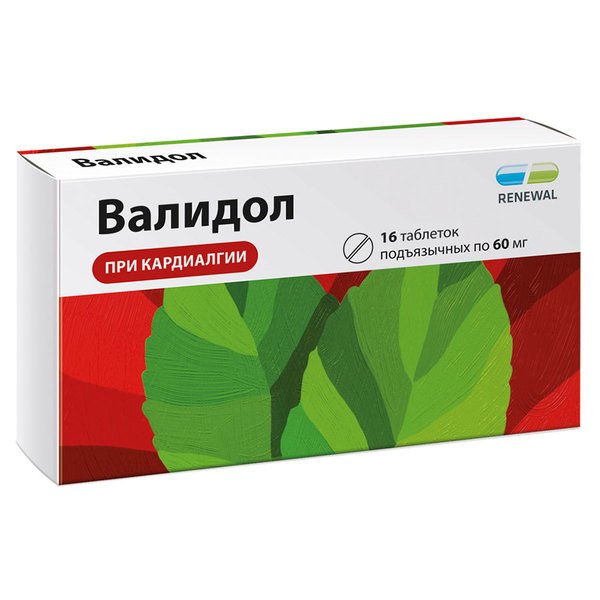 Валидол
Валидол
ПРИ КАРДИАЛГИИ
RENEWAL
16 таблеток
подъязычных по 60 мг